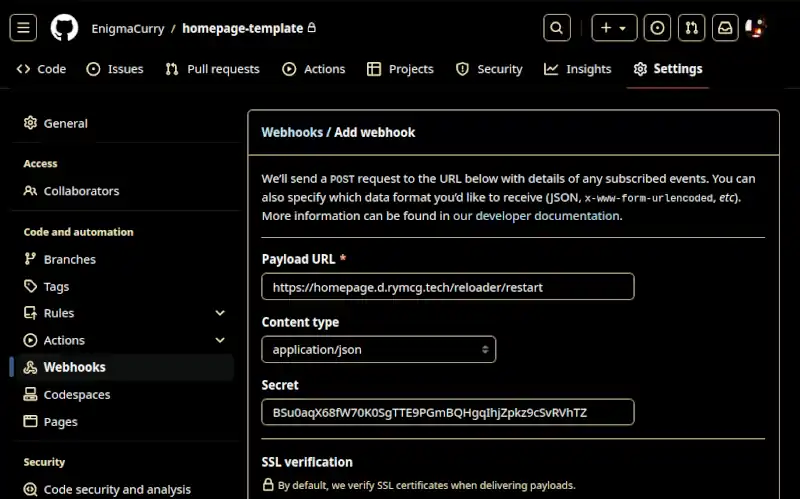 EnigmaCurry / homepage-template
Code Issues Pull requests Actions Projects Security Insights Settings
General
Access
Collaborators
Code and automation
Branches
Tags
Rules
Actions
Webhooks
Codespaces
Pages
Security
Code security and analysis
Webhooks / Add webhook
We'll send a POST request to the URL below with details of any subscribed events. You can
also specify which data format you'd like to receive (JSON, x-www-form-urlencoded, etc).
More information can be found in our developer documentation.
Payload URL *
https://homepage.d.rymcg.tech/reloader/restart
Content type
application/json
Secret
BSu0aqX68fW70K0SgTTE9PGmBQHgqIhjZpkz9cSvRVhTZ
SSL verification
By default, we verify SSL certificates when delivering payloads.